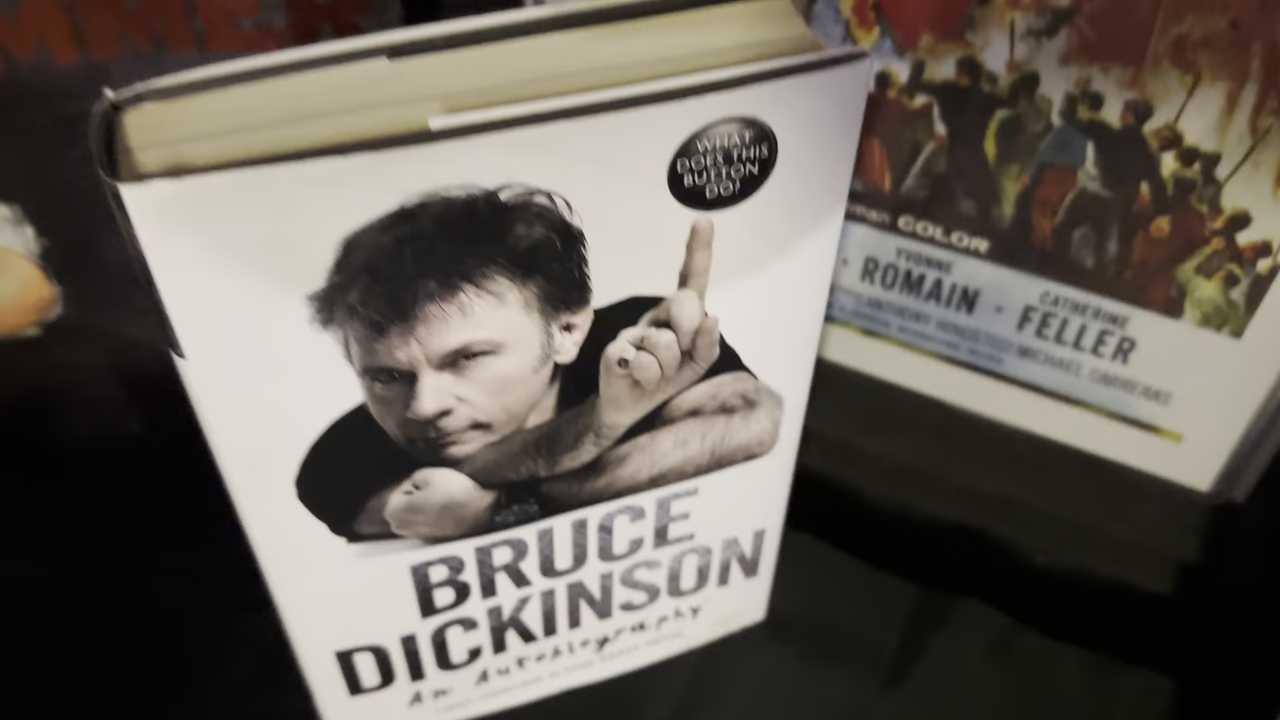 WHAT
DOES THIS
BUTTON
DO?
BRUCE
DICKINSON
An Autobiography
COLOR
YVONNE
ROMAIN ·
CATHERINE
FELLER
MICHAEL CARRERAS